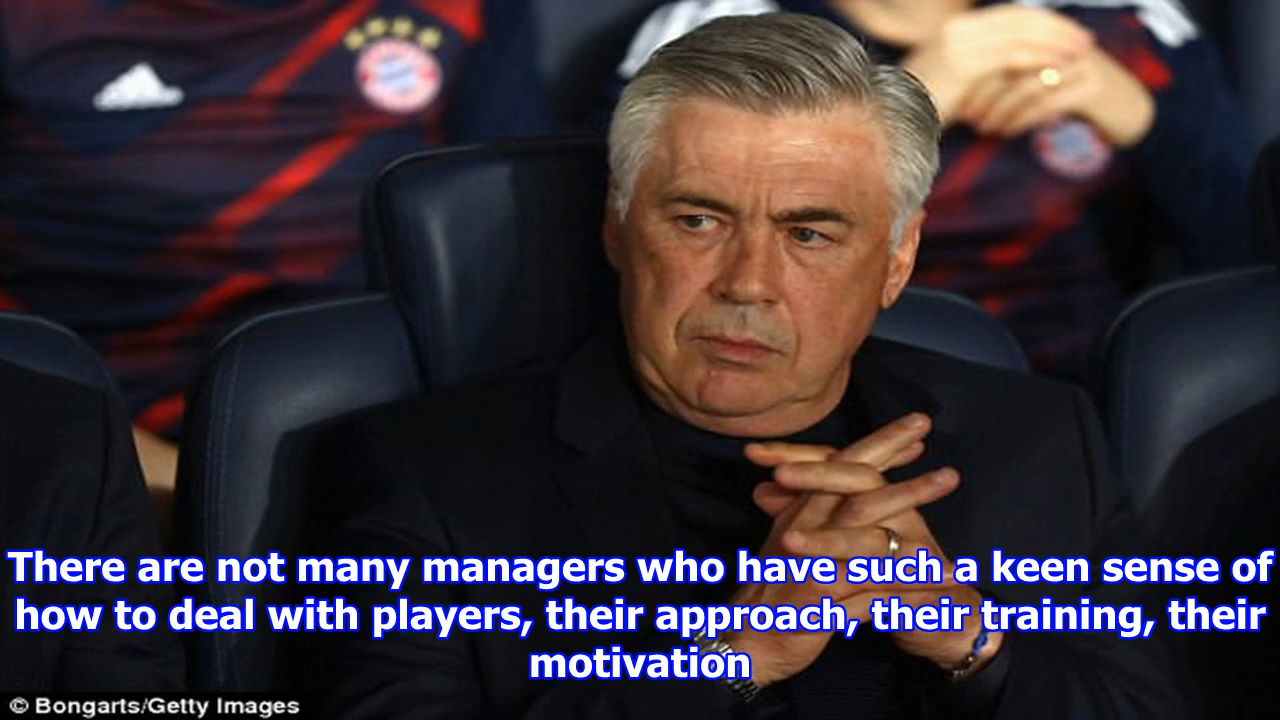 There are not many managers who have such a keen sense of
how to deal with players, their approach, their training, their
motivation
© Bongarts/Getty Images